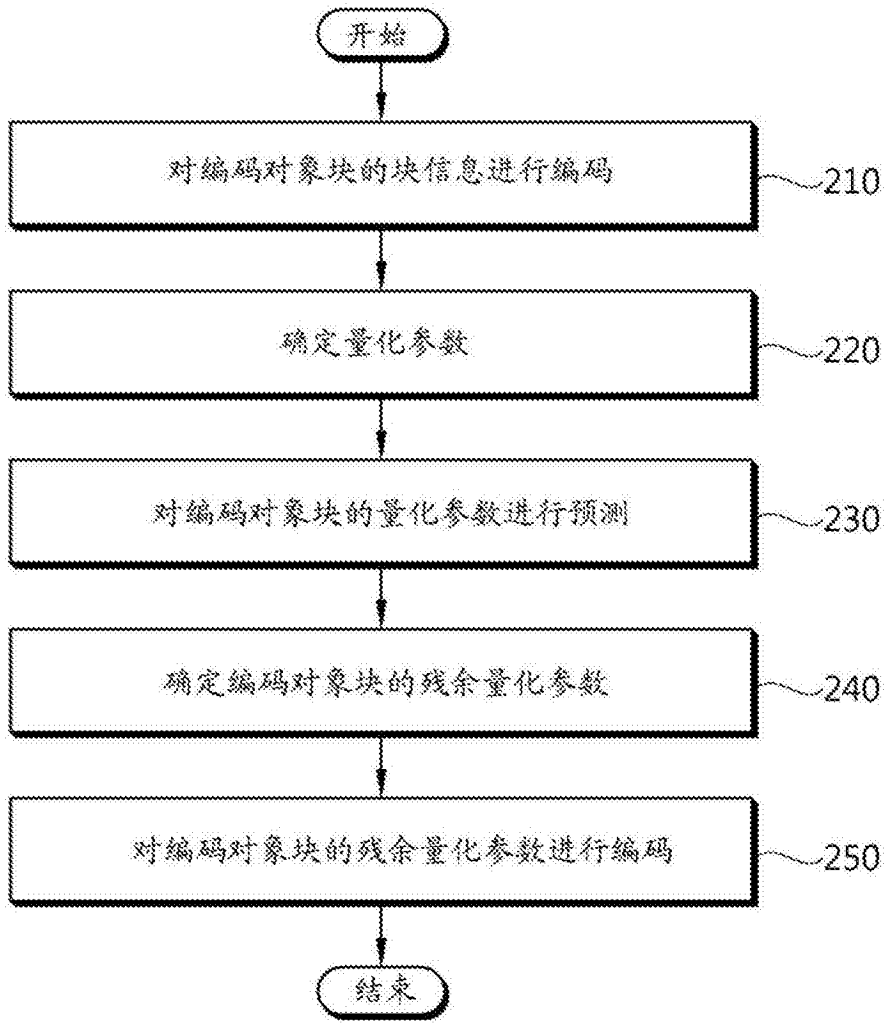 开始
对编码对象块的块信息进行编码
210
确定量化参数
220
对编码对象块的量化参数进行预测
230
确定编码对象块的残余量化参数
240
对编码对象块的残余量化参数进行编码
250
结束